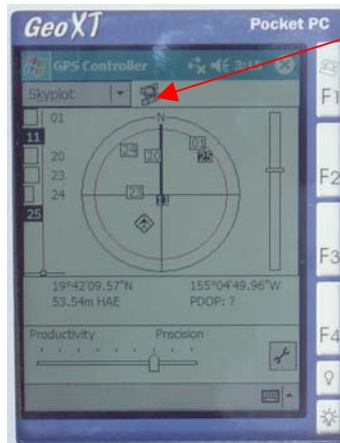 GeoXT Pocket PC
GPS Controller 3:15
Skyplot
F1
01
11
20
23
24
25
N
24
20
01
25
23
11
F2
F3
19°42'09.57"N 155°04'49.96"W
53.54m HAE PDOP: ?
Productivity Precision
F4